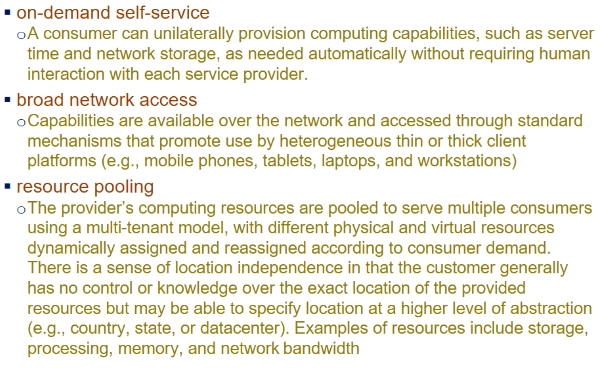 ▪ on-demand self-service
○A consumer can unilaterally provision computing capabilities, such as server
time and network storage, as needed automatically without requiring human
interaction with each service provider.
▪ broad network access
○Capabilities are available over the network and accessed through standard
mechanisms that promote use by heterogeneous thin or thick client
platforms (e.g., mobile phones, tablets, laptops, and workstations)
▪ resource pooling
○The provider's computing resources are pooled to serve multiple consumers
using a multi-tenant model, with different physical and virtual resources
dynamically assigned and reassigned according to consumer demand.
There is a sense of location independence in that the customer generally
has no control or knowledge over the exact location of the provided
resources but may be able to specify location at a higher level of abstraction
(e.g., country, state, or datacenter). Examples of resources include storage,
processing, memory, and network bandwidth